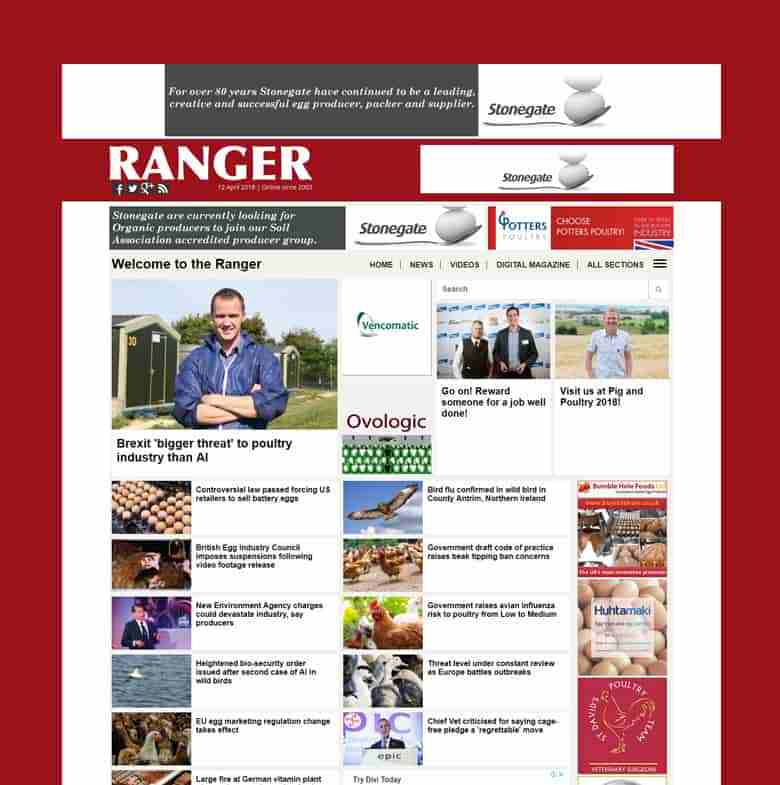 For over 80 years Stonegate have continued to be a leading,
creative and successful egg producer, packer and supplier.
Stonegate
RANGER
12 April 2018 | Online since 2003
Stonegate
Stonegate are currently looking for
Organic producers to join our Soil
Association accredited producer group.
Stonegate
POTTERS
POULTRY
CHOOSE
POTTERS POULTRY!
INDUSTRY
Welcome to the Ranger
HOME | NEWS | VIDEOS | DIGITAL MAGAZINE | ALL SECTIONS
Search
30
Vencomatic
Ovologic
Brexit 'bigger threat' to poultry
industry than AI
Go on! Reward
someone for a job well
done!
Visit us at Pig and
Poultry 2018!
Controversial law passed forcing US
retailers to sell battery eggs
Bird flu confirmed in wild bird in
County Antrim, Northern Ireland
British Egg Industry Council
imposes suspensions following
video footage release
Government draft code of practice
raises beak tipping ban concerns
New Environment Agency charges
could devastate industry, say
producers
Government raises avian influenza
risk to poultry from Low to Medium
Heightened bio-security order
issued after second case of AI in
wild birds
Threat level under constant review
as Europe battles outbreaks
EU egg marketing regulation change
takes effect
epic
epic
Chief Vet criticised for saying cage-
free pledge a 'regrettable' move
Large fire at German vitamin plant
Try Divi Today
Bumble Hole Foods Ltd
Huhtamaki
ST DAVID'S POULTRY TEAM
VETERINARY SURGEONS